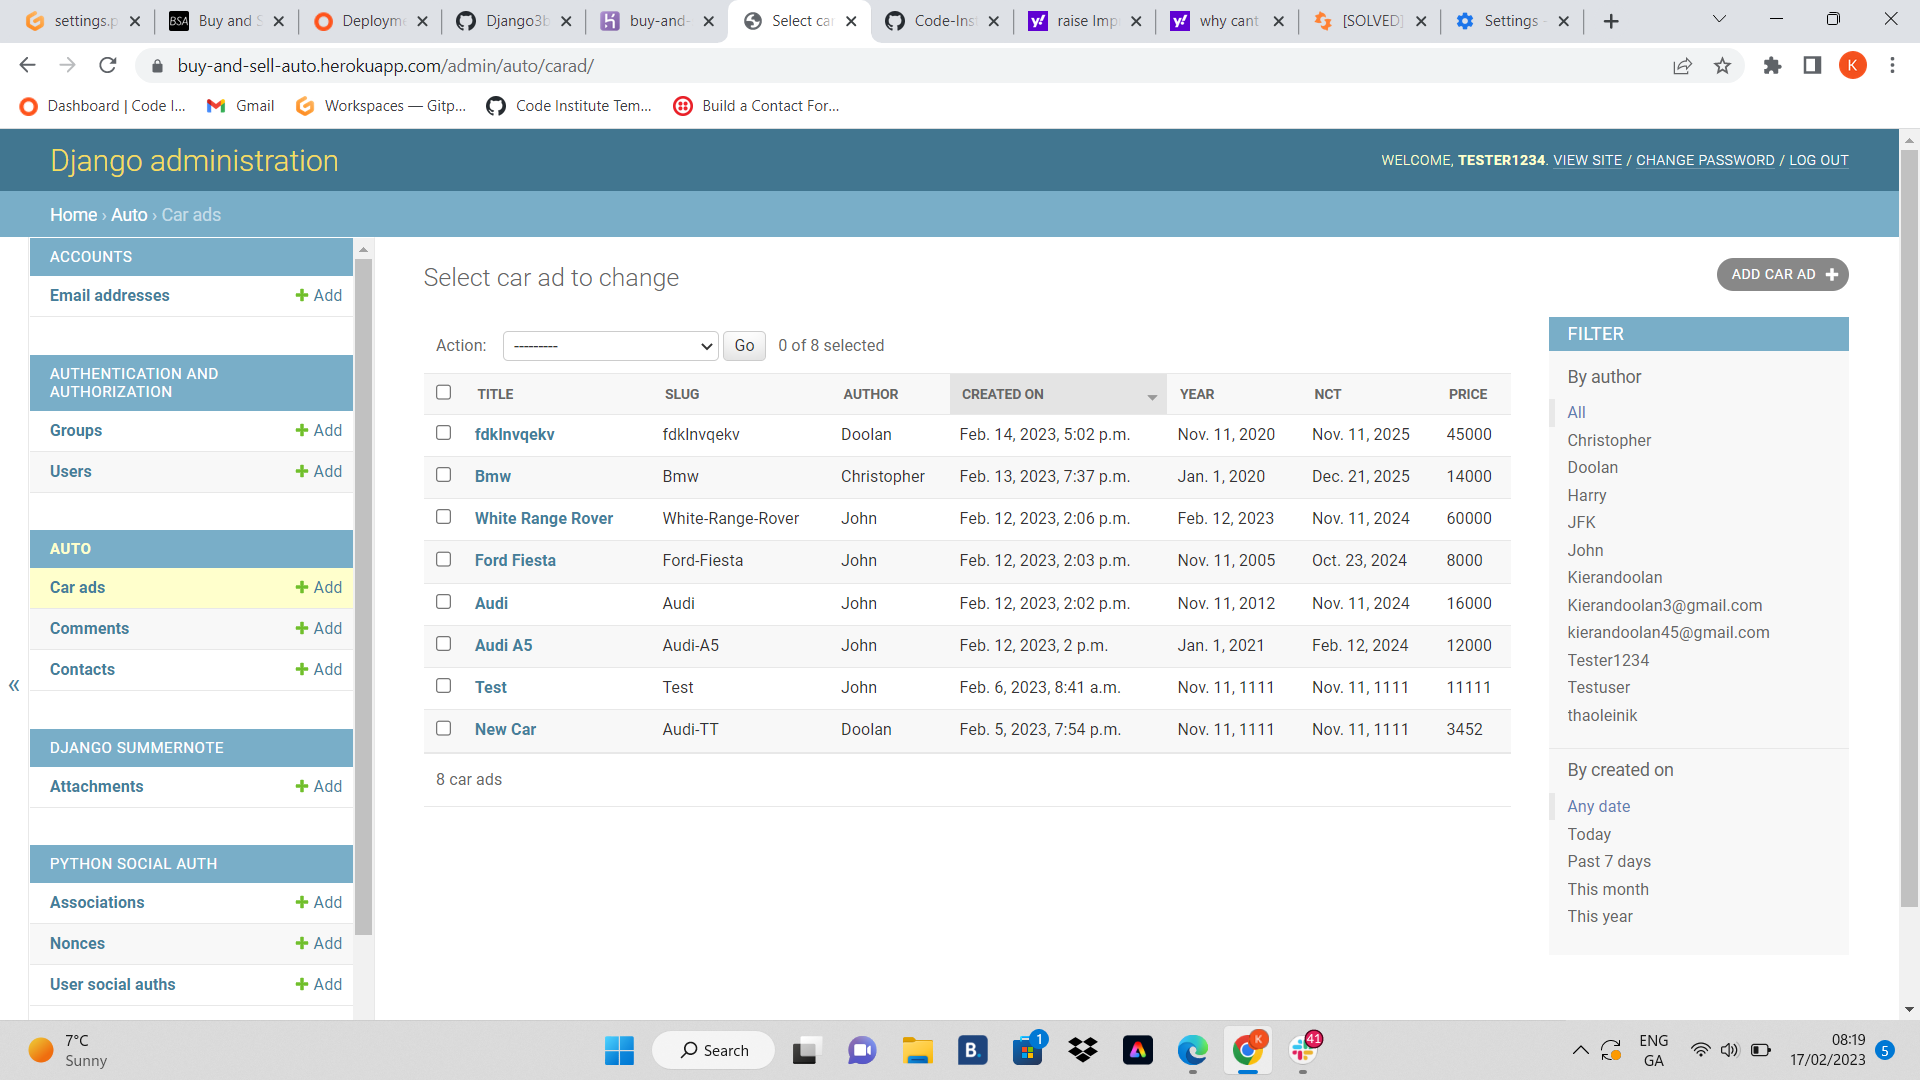 settings.p
Buy and S
Deployme
Django3b
buy-and-
Select car
Code-Inst
raise Imp
why cant
[SOLVED]
Settings -
buy-and-sell-auto.herokuapp.com/admin/auto/carad/
K
Dashboard | Code I...
Gmail
Workspaces — Gitp...
Code Institute Tem...
Build a Contact For...
Django administration
WELCOME, TESTER1234. VIEW SITE / CHANGE PASSWORD / LOG OUT
Home › Auto › Car ads
ACCOUNTS
Email addresses + Add
AUTHENTICATION AND
AUTHORIZATION
Groups + Add
Users + Add
AUTO
Car ads + Add
Comments + Add
Contacts + Add
«
DJANGO SUMMERNOTE
Attachments + Add
PYTHON SOCIAL AUTH
Associations + Add
Nonces + Add
User social auths + Add
Select car ad to change
ADD CAR AD +
Action: --------- Go 0 of 8 selected
TITLE SLUG AUTHOR CREATED ON YEAR NCT PRICE
fdklnvqekv fdklnvqekv Doolan Feb. 14, 2023, 5:02 p.m. Nov. 11, 2020 Nov. 11, 2025 45000
Bmw Bmw Christopher Feb. 13, 2023, 7:37 p.m. Jan. 1, 2020 Dec. 21, 2025 14000
White Range Rover White-Range-Rover John Feb. 12, 2023, 2:06 p.m. Feb. 12, 2023 Nov. 11, 2024 60000
Ford Fiesta Ford-Fiesta John Feb. 12, 2023, 2:03 p.m. Nov. 11, 2005 Oct. 23, 2024 8000
Audi Audi John Feb. 12, 2023, 2:02 p.m. Nov. 11, 2012 Nov. 11, 2024 16000
Audi A5 Audi-A5 John Feb. 12, 2023, 2 p.m. Jan. 1, 2021 Feb. 12, 2024 12000
Test Test John Feb. 6, 2023, 8:41 a.m. Nov. 11, 1111 Nov. 11, 1111 11111
New Car Audi-TT Doolan Feb. 5, 2023, 7:54 p.m. Nov. 11, 1111 Nov. 11, 1111 3452
8 car ads
FILTER
By author
All
Christopher
Doolan
Harry
JFK
John
Kierandoolan
Kierandoolan3@gmail.com
kierandoolan45@gmail.com
Tester1234
Testuser
thaoleinik
By created on
Any date
Today
Past 7 days
This month
This year
7°C
Sunny
Search
B.
1
K
41
ENG
GA
08:19
17/02/2023
5